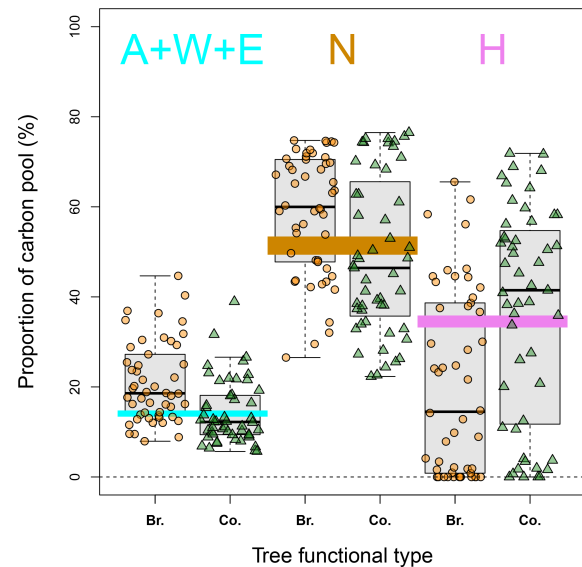 A+W+E N H
Proportion of carbon pool (%)
100
80
60
40
20
0
Br. Co. Br. Co. Br. Co.
Tree functional type